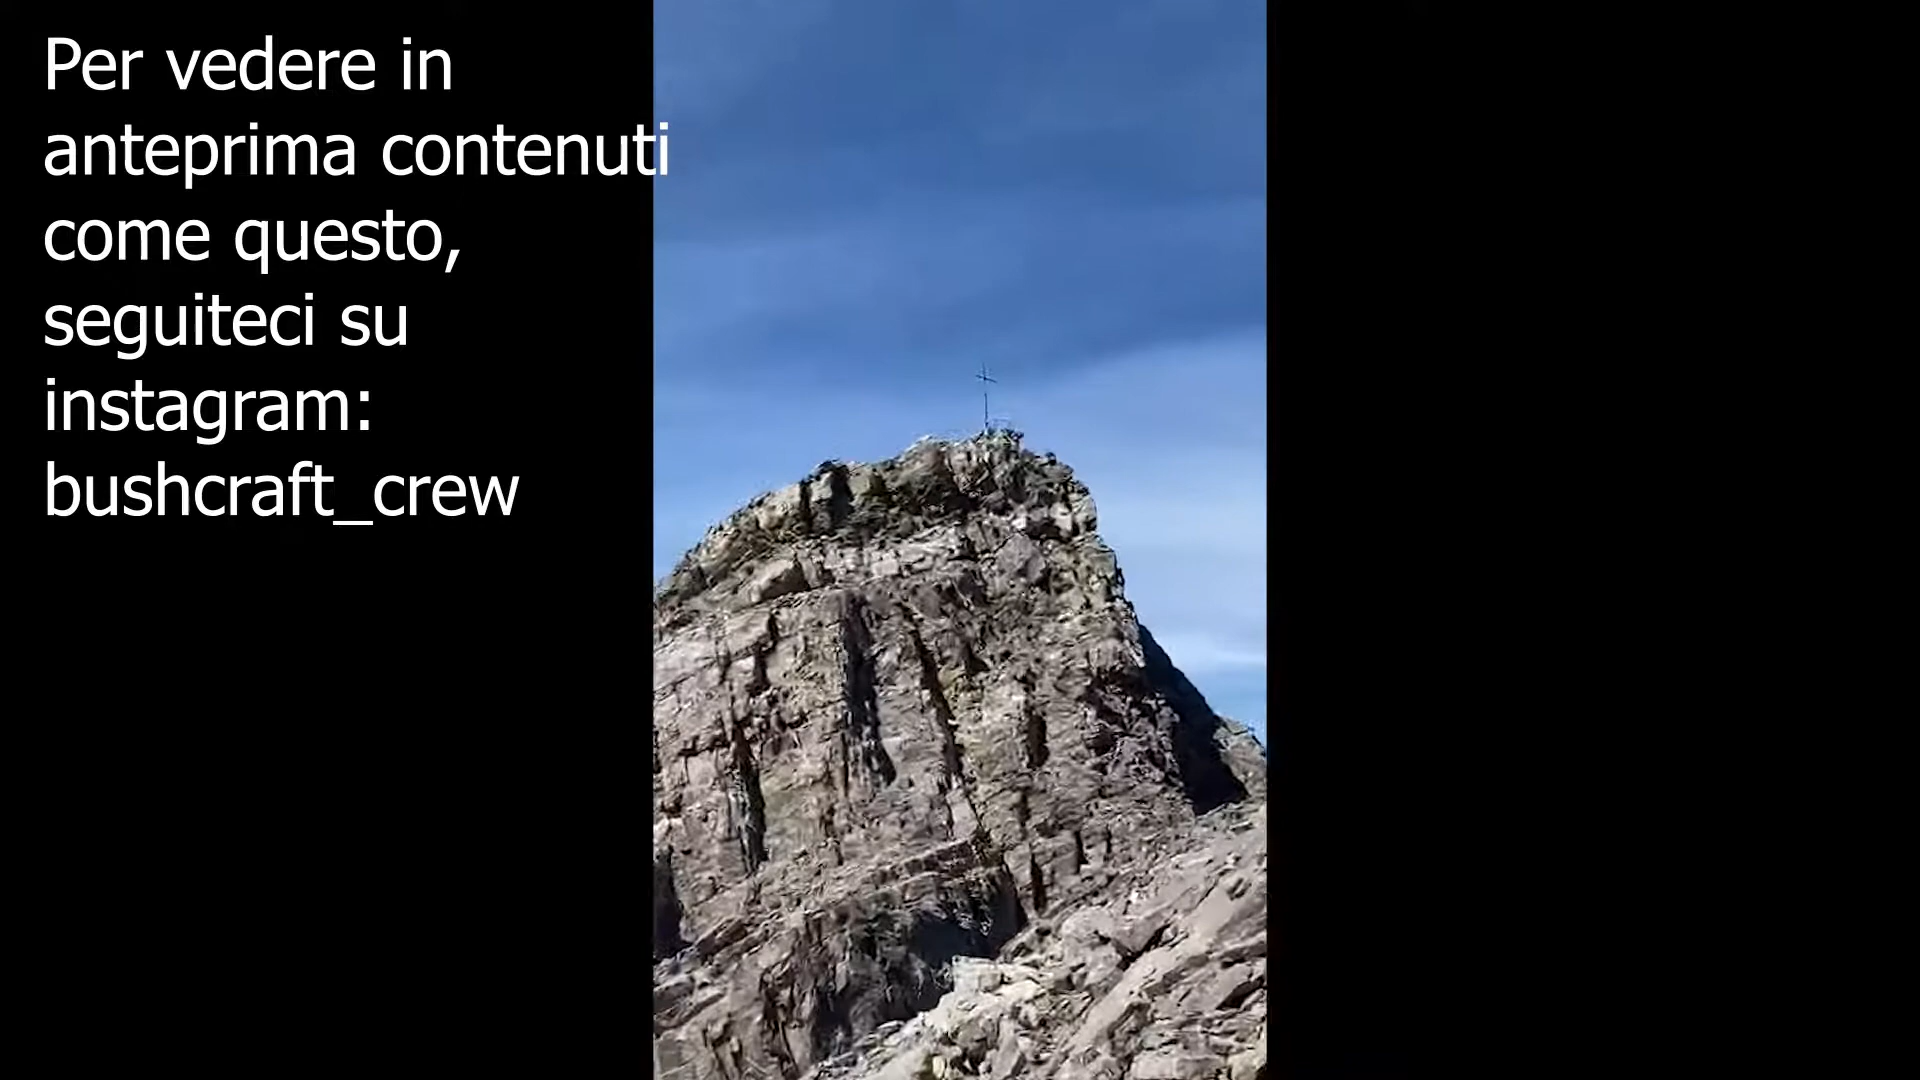 Per vedere in
anteprima contenuti
come questo,
seguiteci su
instagram:
bushcraft_crew